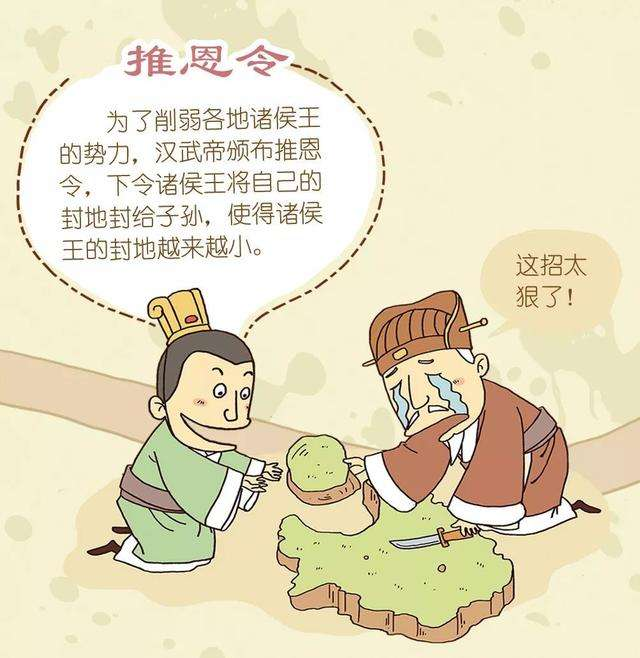 推恩令
为了削弱各地诸侯王
的势力，汉武帝颁布推恩
令，下令诸侯王将自己的
封地封给子孙，使得诸侯
王的封地越来越小。
这招太
狠了！